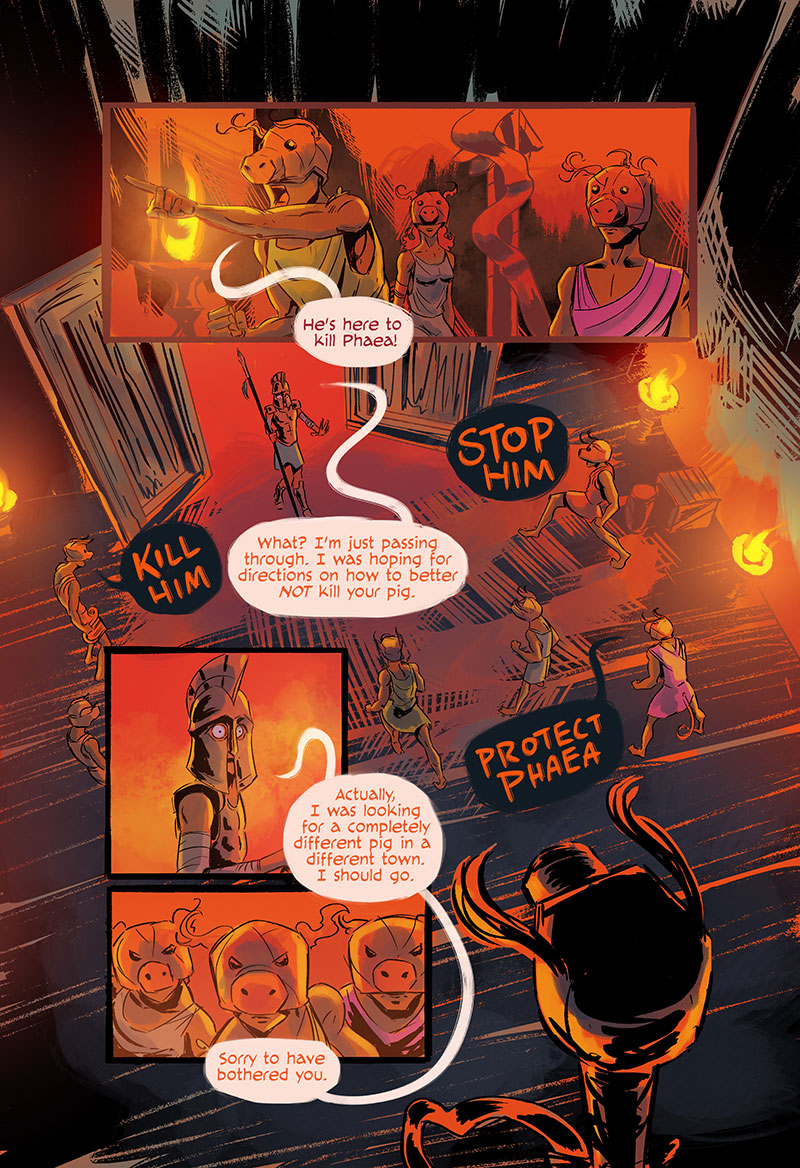 He's here to
kill Phaea!
STOP
HIM
What? I'm just passing
through. I was hoping for
directions on how to better
NOT kill your pig.
KILL
HIM
PROTECT
PHAEA
Actually,
I was looking
for a completely
different pig in a
different town.
I should go.
Sorry to have
bothered you.